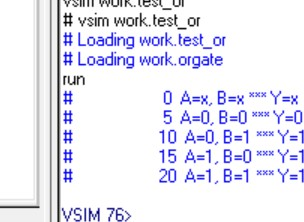 vsim work.test_or
# vsim work.test_or
# Loading work.test_or
# Loading work.orgate
run
# 0 A=x, B=x *** Y=x
# 5 A=0, B=0 *** Y=0
# 10 A=0, B=1 *** Y=1
# 15 A=1, B=0 *** Y=1
# 20 A=1, B=1 *** Y=1
VSIM 76>